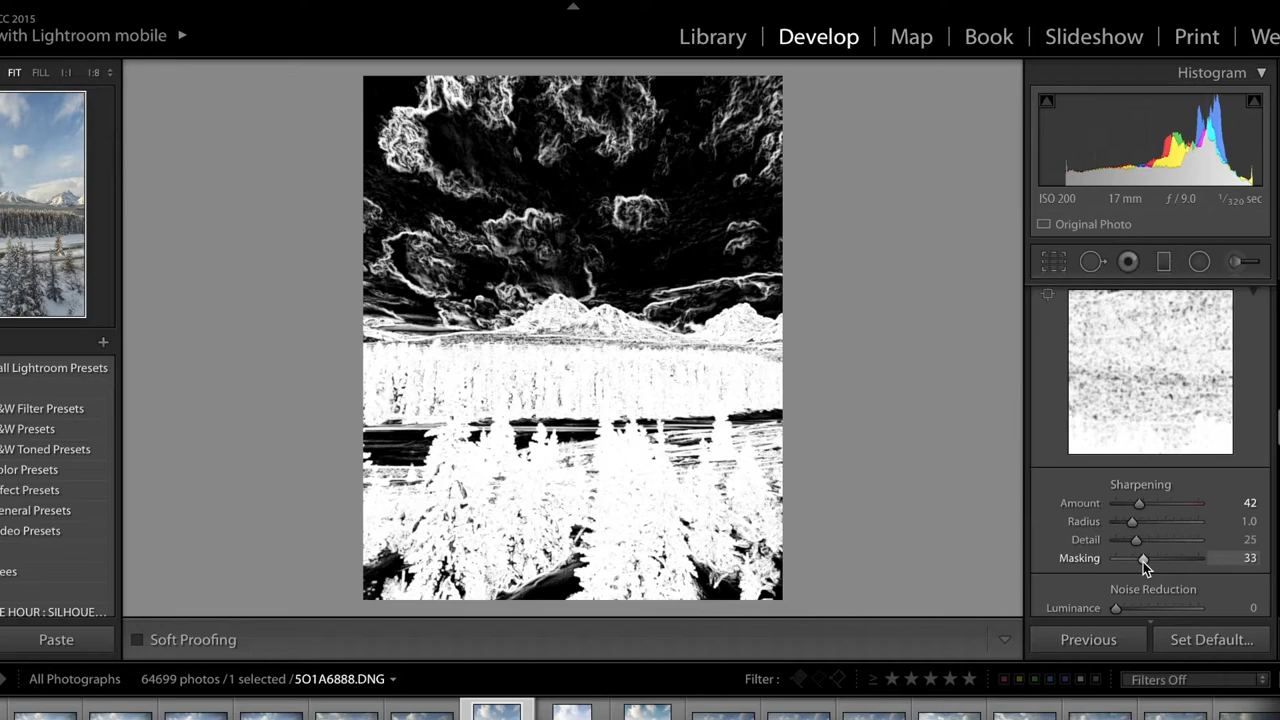 CC 2015
with Lightroom mobile
Library | Develop | Map | Book | Slideshow | Print | We
FIT FILL 1:1 1:8
Histogram
ISO 200 17 mm ƒ / 9.0 1/320 sec
Original Photo
all Lightroom Presets
&W Filter Presets
&W Presets
&W Toned Presets
olor Presets
ffect Presets
eneral Presets
ideo Presets
ees
E HOUR : SILHOUE...
Sharpening
Amount 42
Radius 1.0
Detail 25
Masking 33
Noise Reduction
Luminance 0
Paste
Soft Proofing
Previous
Set Default...
All Photographs 64699 photos / 1 selected / 5O1A6888.DNG
Filter :
≥
Filters Off